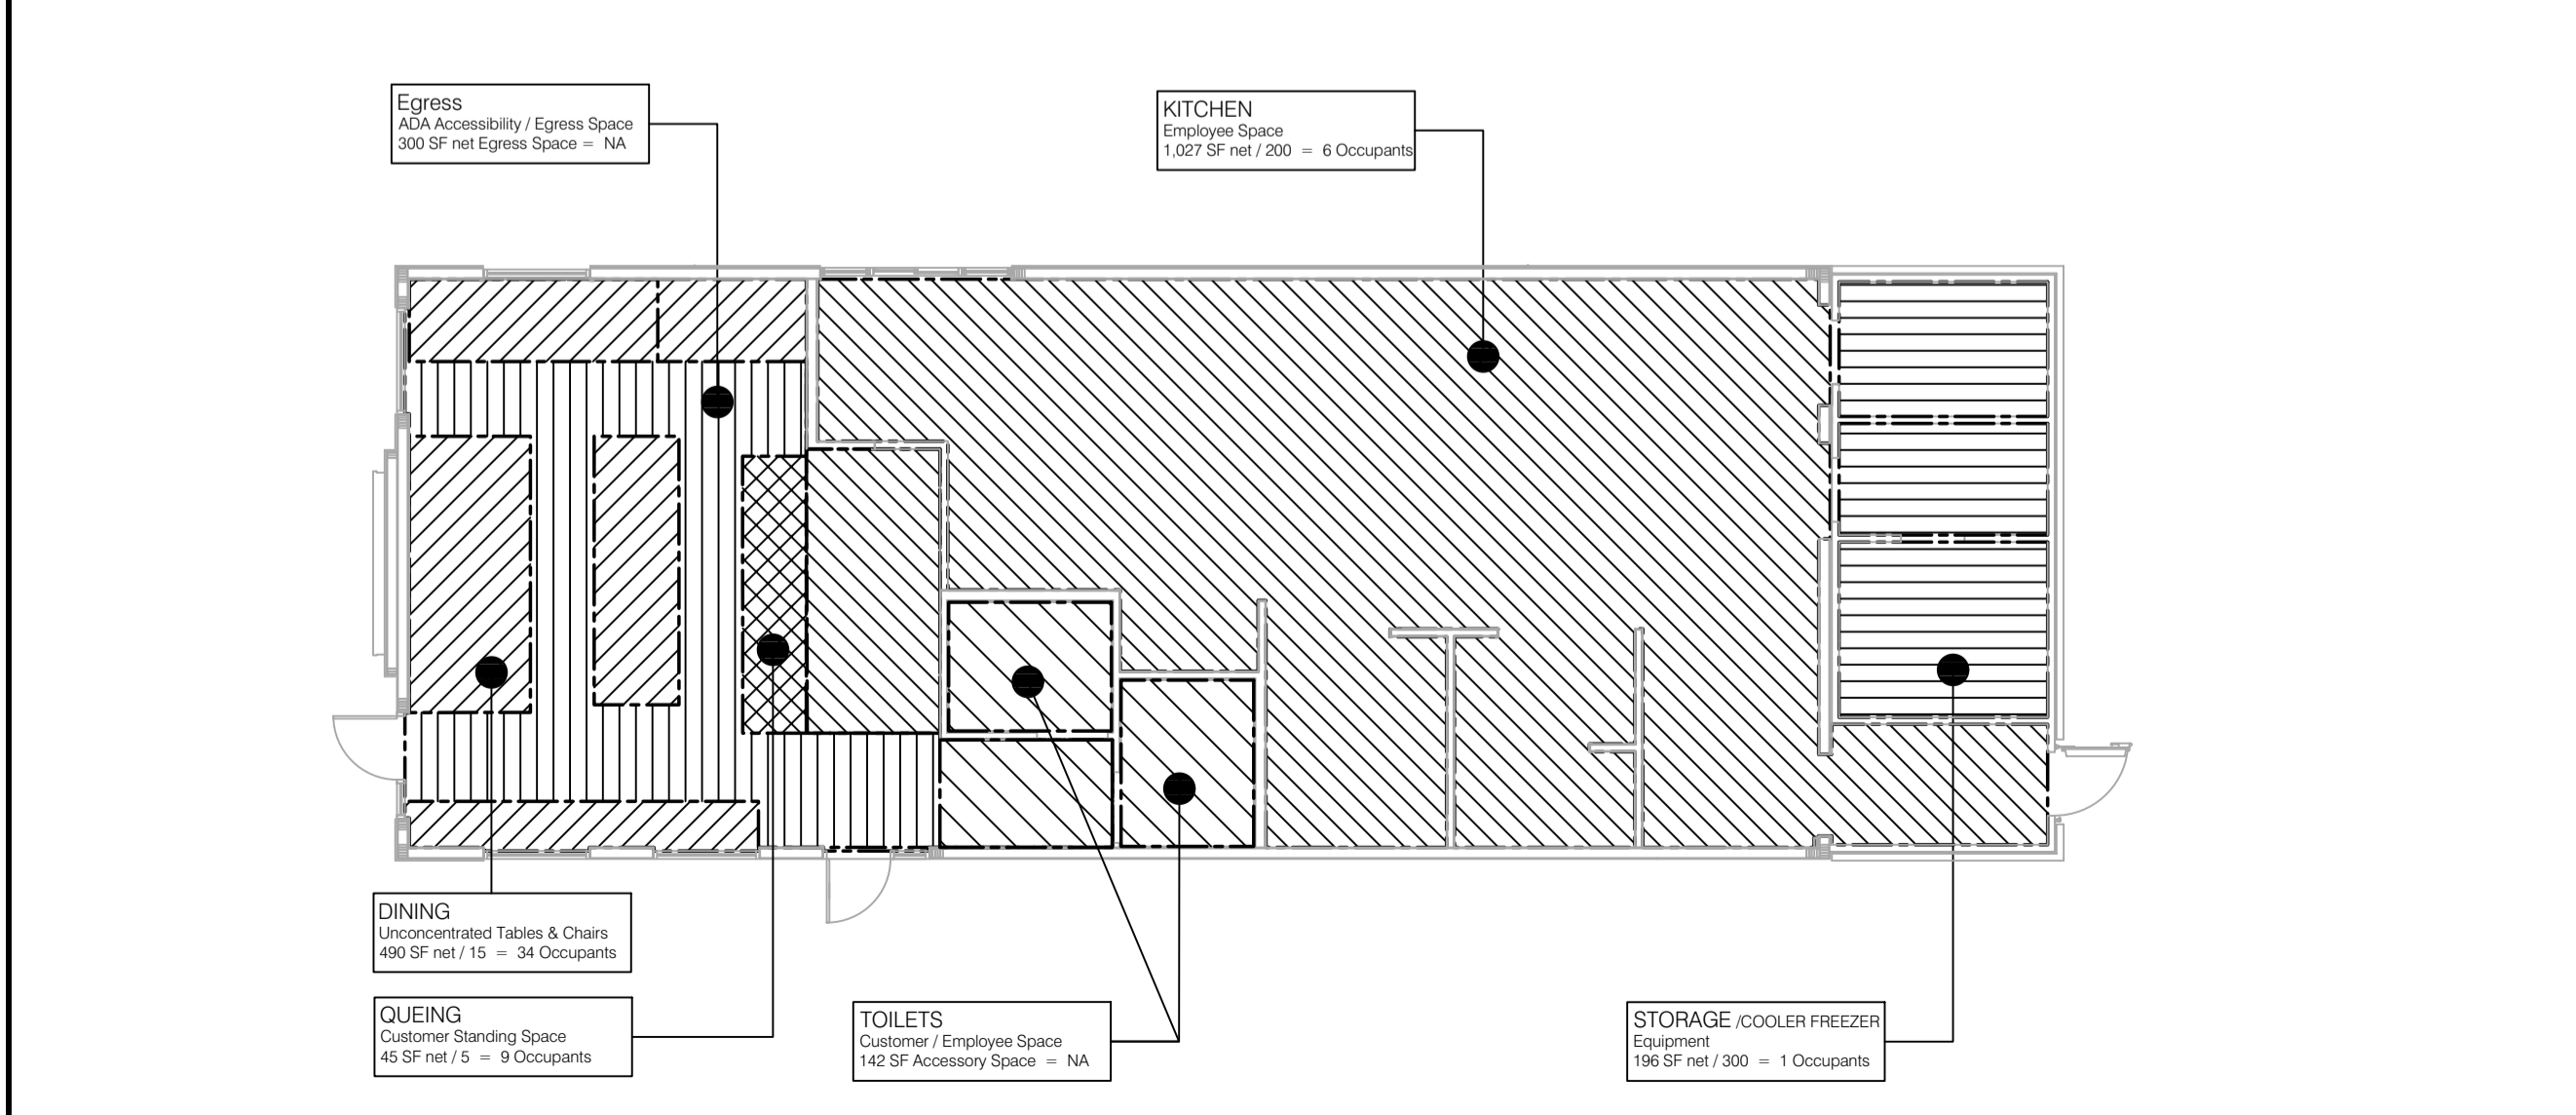 Egress
ADA Accessibility / Egress Space
300 SF net Egress Space = NA
KITCHEN
Employee Space
1,027 SF net / 200 = 6 Occupants
DINING
Unconcentrated Tables & Chairs
490 SF net / 15 = 34 Occupants
QUEING
Customer Standing Space
45 SF net / 5 = 9 Occupants
TOILETS
Customer / Employee Space
142 SF Accessory Space = NA
STORAGE /COOLER FREEZER
Equipment
196 SF net / 300 = 1 Occupants